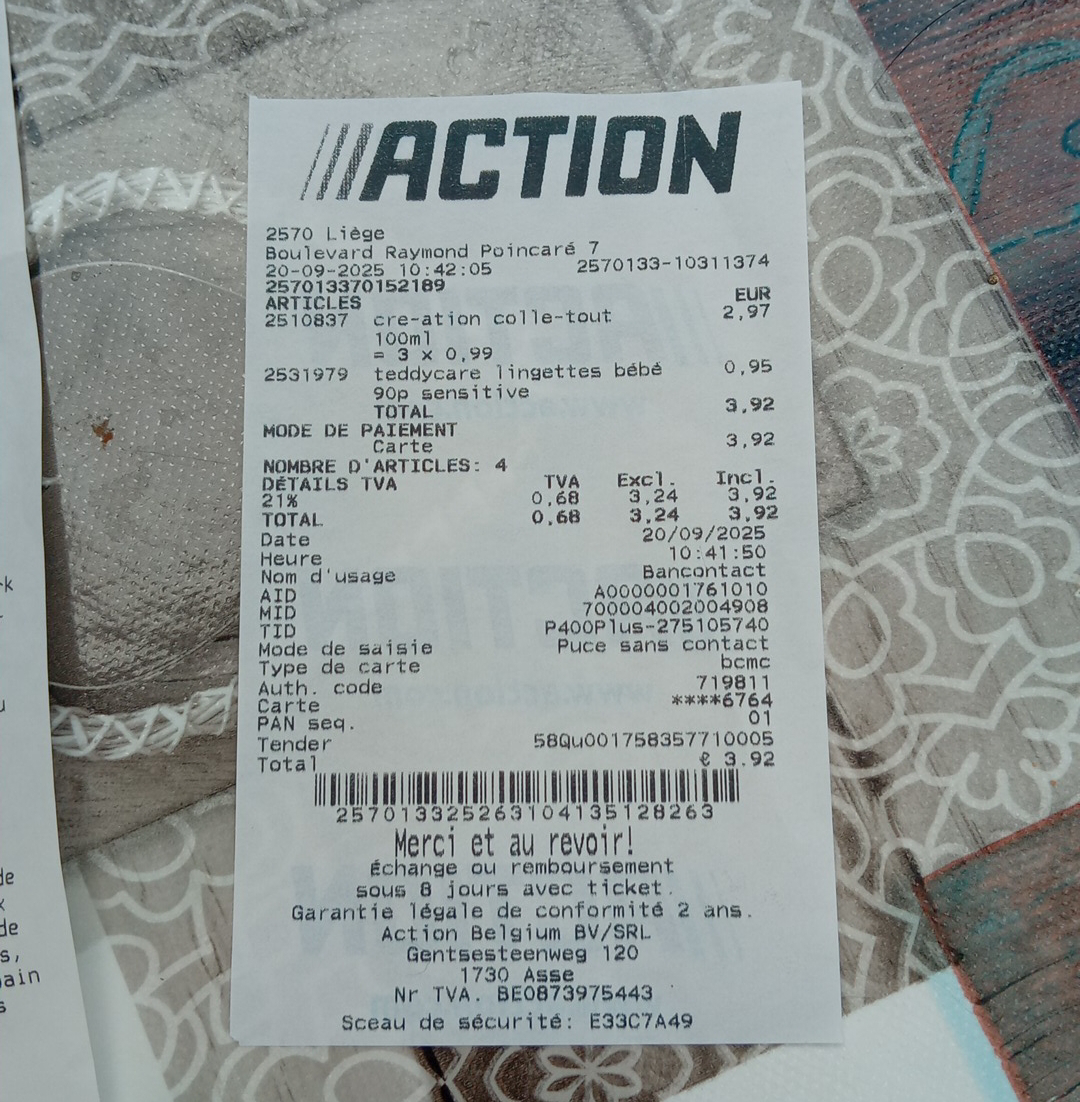 ///ACTION
2570 Liège
Boulevard Raymond Poincaré 7
20-09-2025 10:42:05 2570133-10311374
257013370152189
ARTICLES EUR
2510837 cre-ation colle-tout 2,97
100ml
= 3 x 0,99
2531979 teddycare lingettes bébé 0,95
90p sensitive
TOTAL 3,92
MODE DE PAIEMENT
Carte 3,92
NOMBRE D'ARTICLES: 4
DÉTAILS TVA TVA Excl. Incl.
21% 0,68 3,24 3,92
TOTAL 0,68 3,24 3,92
Date 20/09/2025
Heure 10:41:50
Nom d'usage Bancontact
AID A0000001761010
MID 700004002004908
TID P400Plus-275105740
Mode de saisie Puce sans contact
Type de carte bcmc
Auth. code 719811
Carte ****6764
PAN seq. 01
Tender 58Qu001758357710005
Total € 3.92
257013325263104135128263
Merci et au revoir!
Échange ou remboursement
sous 8 jours avec ticket.
Garantie légale de conformité 2 ans.
Action Belgium BV/SRL
Gentsesteenweg 120
1730 Asse
Nr TVA. BE0873975443
Sceau de sécurité: E33C7A49